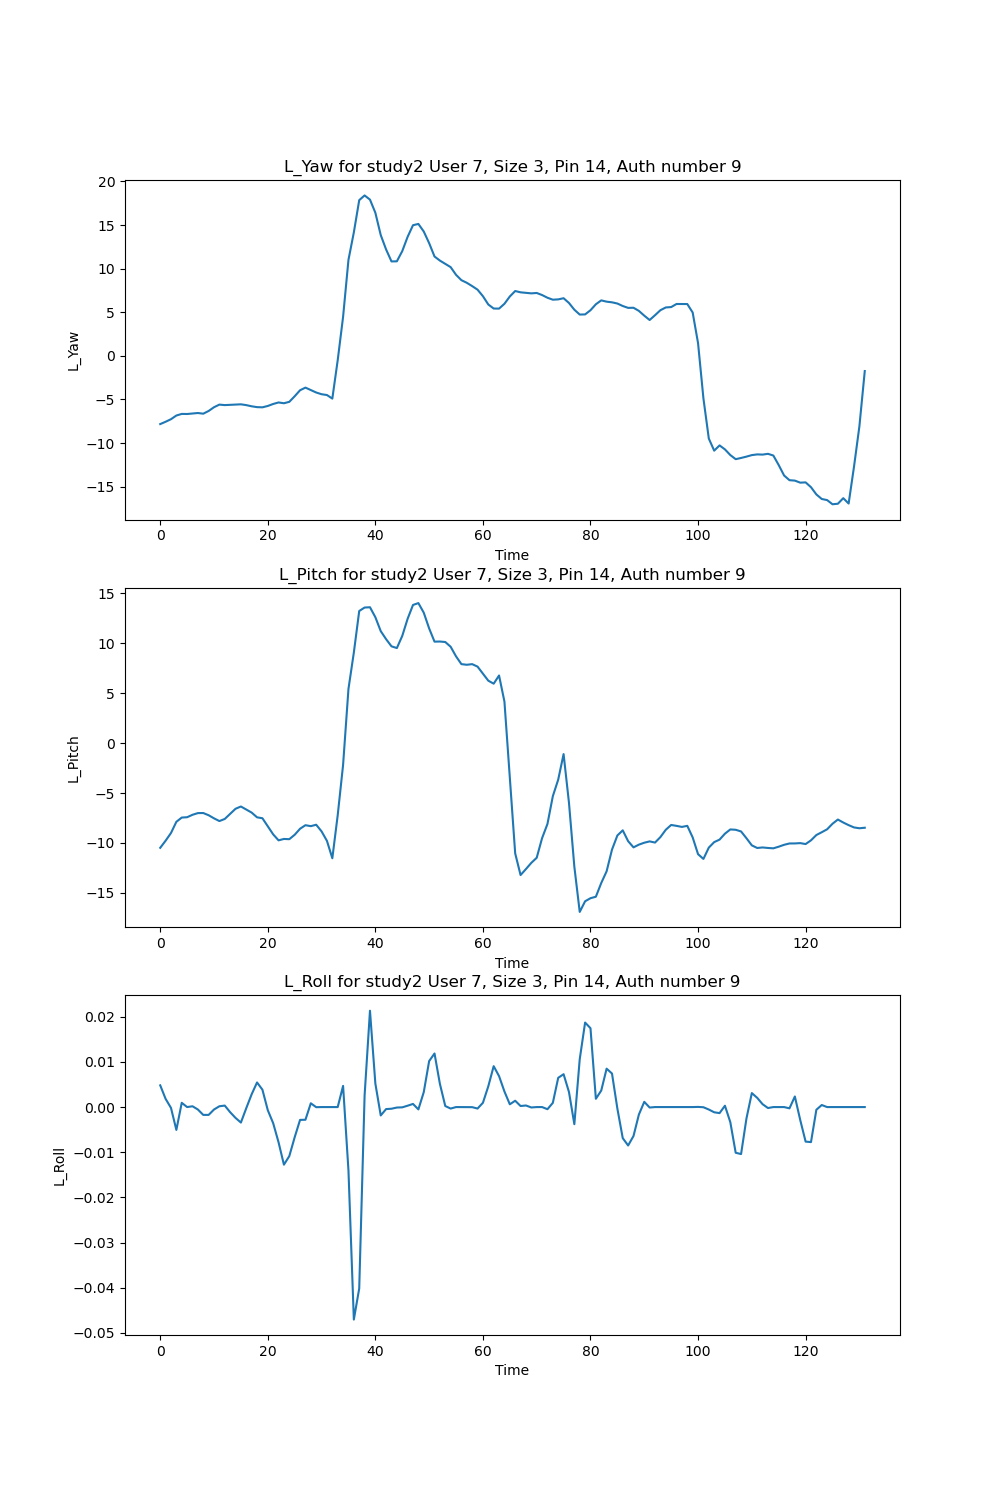 L_Yaw for study2 User 7, Size 3, Pin 14, Auth number 9
20
15
10
5
0
−5
−10
−15
L_Yaw
0 20 40 60 80 100 120
Time
L_Pitch for study2 User 7, Size 3, Pin 14, Auth number 9
15
10
5
0
−5
−10
−15
L_Pitch
0 20 40 60 80 100 120
Time
L_Roll for study2 User 7, Size 3, Pin 14, Auth number 9
0.02
0.01
0.00
−0.01
−0.02
−0.03
−0.04
−0.05
L_Roll
0 20 40 60 80 100 120
Time